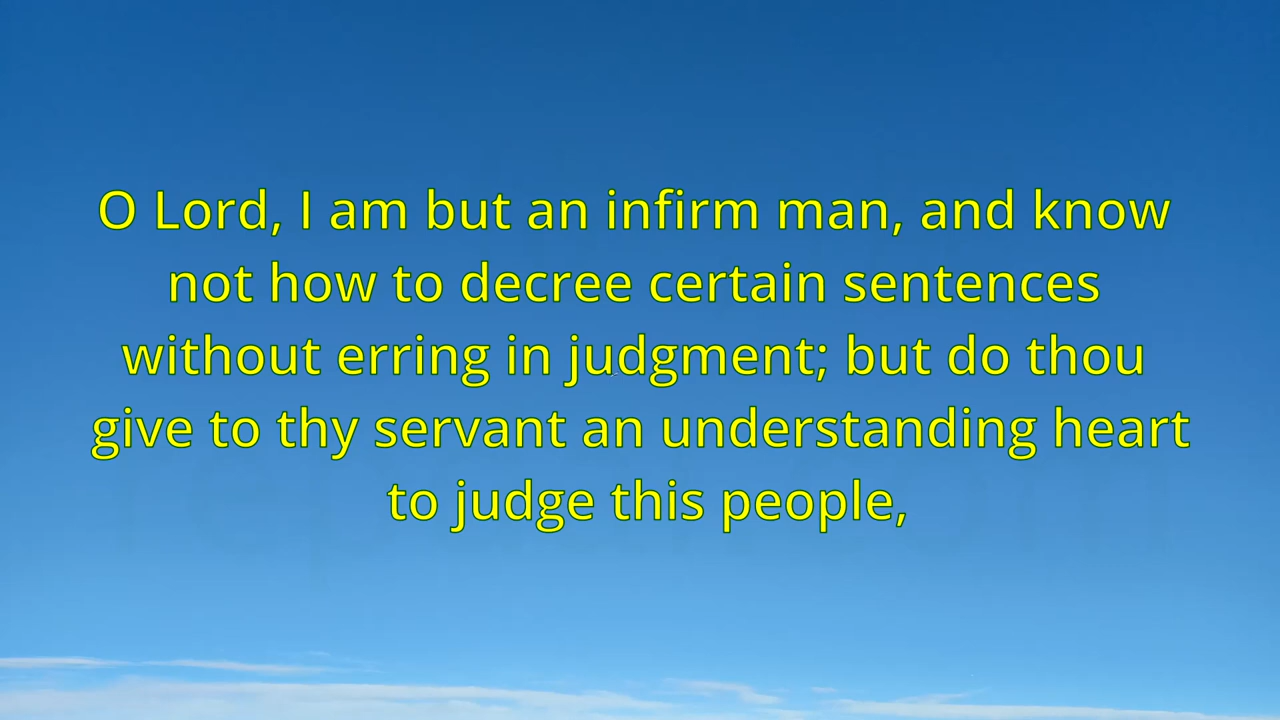 O Lord, I am but an infirm man, and know
not how to decree certain sentences
without erring in judgment; but do thou
give to thy servant an understanding heart
to judge this people,